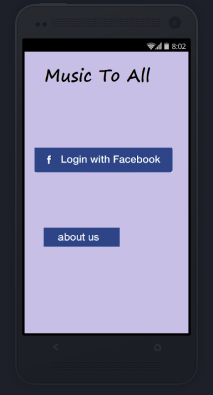 8:02
Music To All
f Login with Facebook
about us